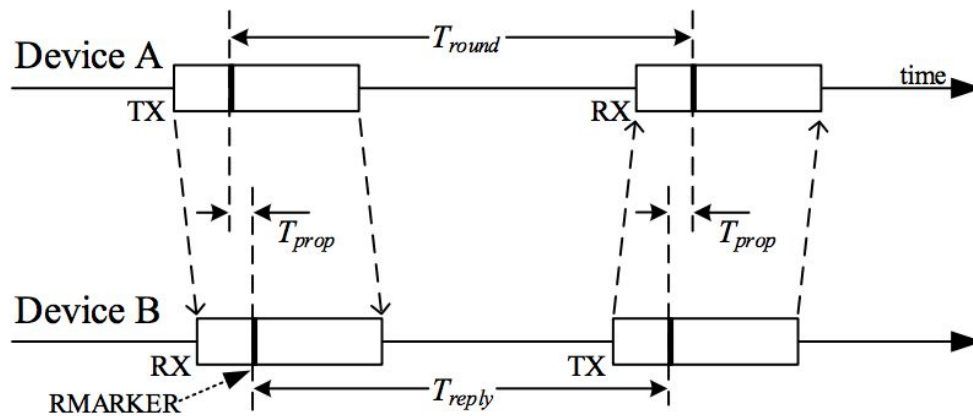 T_round
Device A
time
TX
RX
T_prop
T_prop
Device B
RX
TX
RMARKER
T_reply